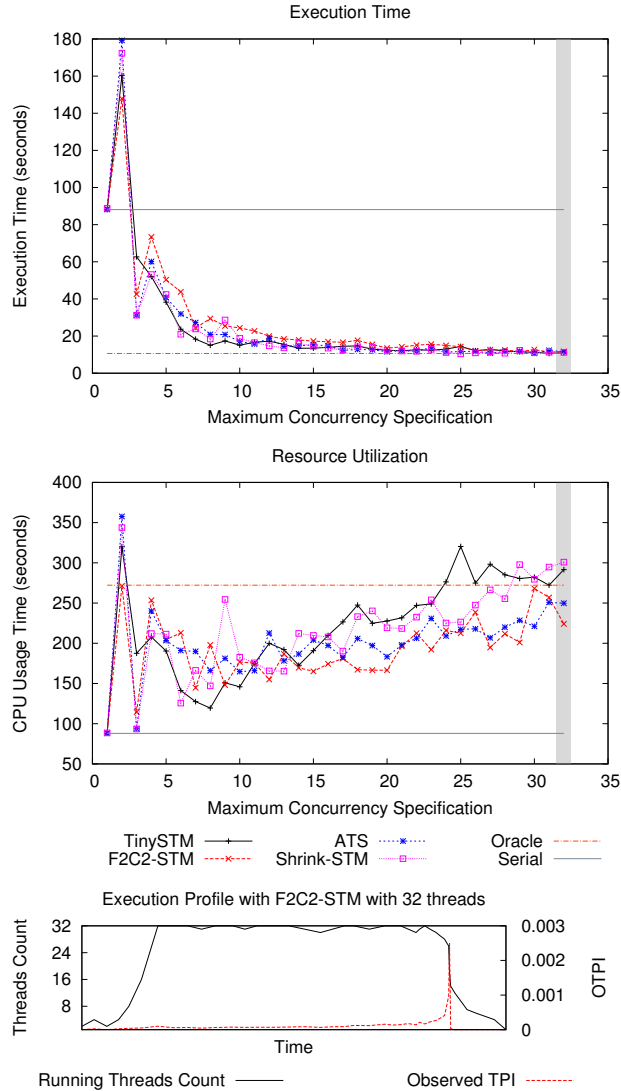 Execution Time
180
160
140
120
100
80
60
40
20
0
Execution Time (seconds)
0 5 10 15 20 25 30 35
Maximum Concurrency Specification
Resource Utilization
400
350
300
250
200
150
100
50
CPU Usage Time (seconds)
0 5 10 15 20 25 30 35
Maximum Concurrency Specification
TinySTM ATS Oracle
F2C2-STM Shrink-STM Serial
Execution Profile with F2C2-STM with 32 threads
32
24
16
8
Threads Count
0.003
0.002
0.001
0
OTPI
Time
Running Threads Count Observed TPI